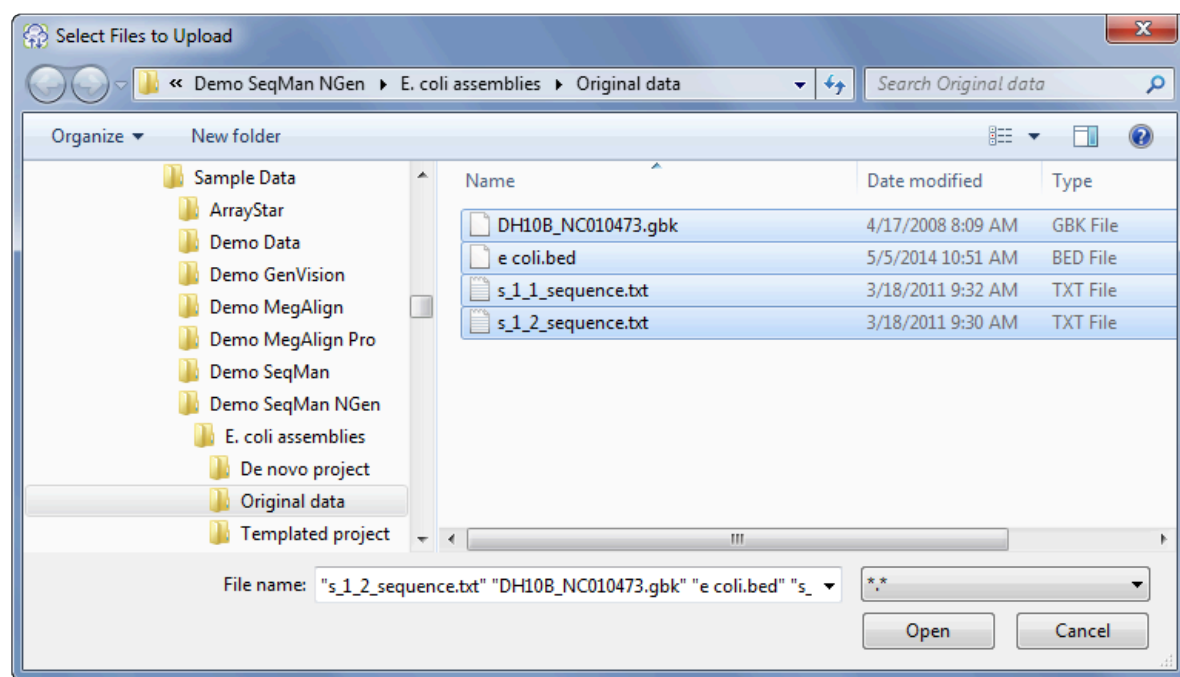 Select Files to Upload
x
« Demo SeqMan NGen ▸ E. coli assemblies ▸ Original data
Search Original data
Organize ▾ New folder
Sample Data
ArrayStar
Demo Data
Demo GenVision
Demo MegAlign
Demo MegAlign Pro
Demo SeqMan
Demo SeqMan NGen
E. coli assemblies
De novo project
Original data
Templated project
Name Date modified Type
DH10B_NC010473.gbk 4/17/2008 8:09 AM GBK File
e coli.bed 5/5/2014 10:51 AM BED File
s_1_1_sequence.txt 3/18/2011 9:32 AM TXT File
s_1_2_sequence.txt 3/18/2011 9:30 AM TXT File
File name: "s_1_2_sequence.txt" "DH10B_NC010473.gbk" "e coli.bed" "s_
*.*
Open Cancel